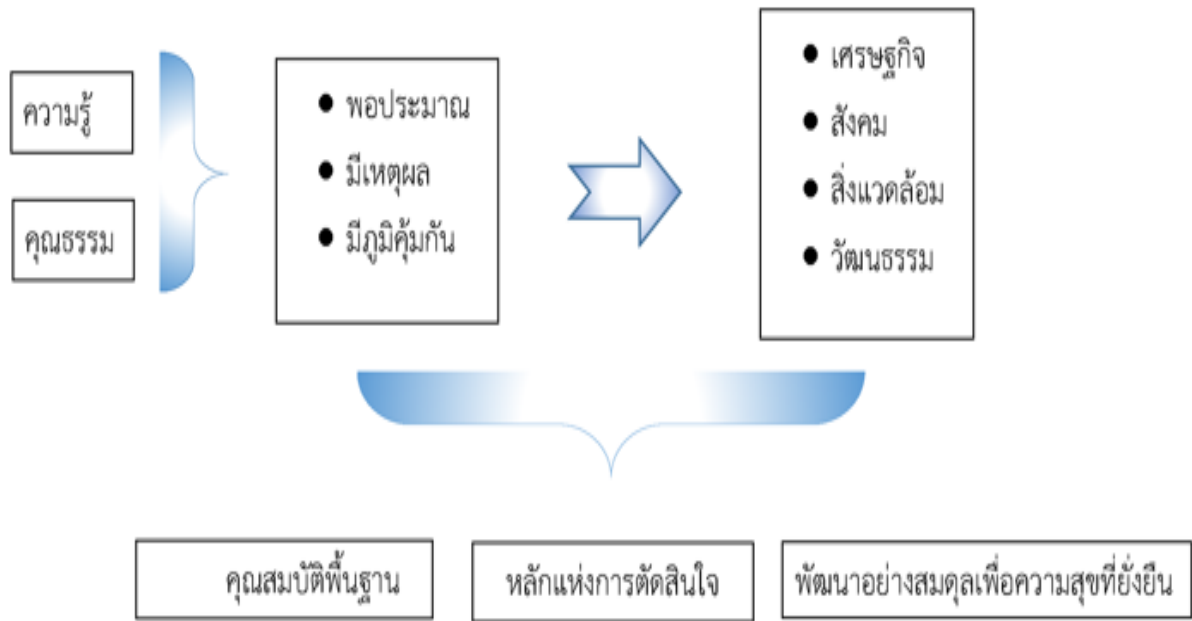 ความรู้
คุณธรรม
● พอประมาณ
● มีเหตุผล
● มีภูมิคุ้มกัน
● เศรษฐกิจ
● สังคม
● สิ่งแวดล้อม
● วัฒนธรรม
คุณสมบัติพื้นฐาน
หลักแห่งการตัดสินใจ
พัฒนาอย่างสมดุลเพื่อความสุขที่ยั่งยืน